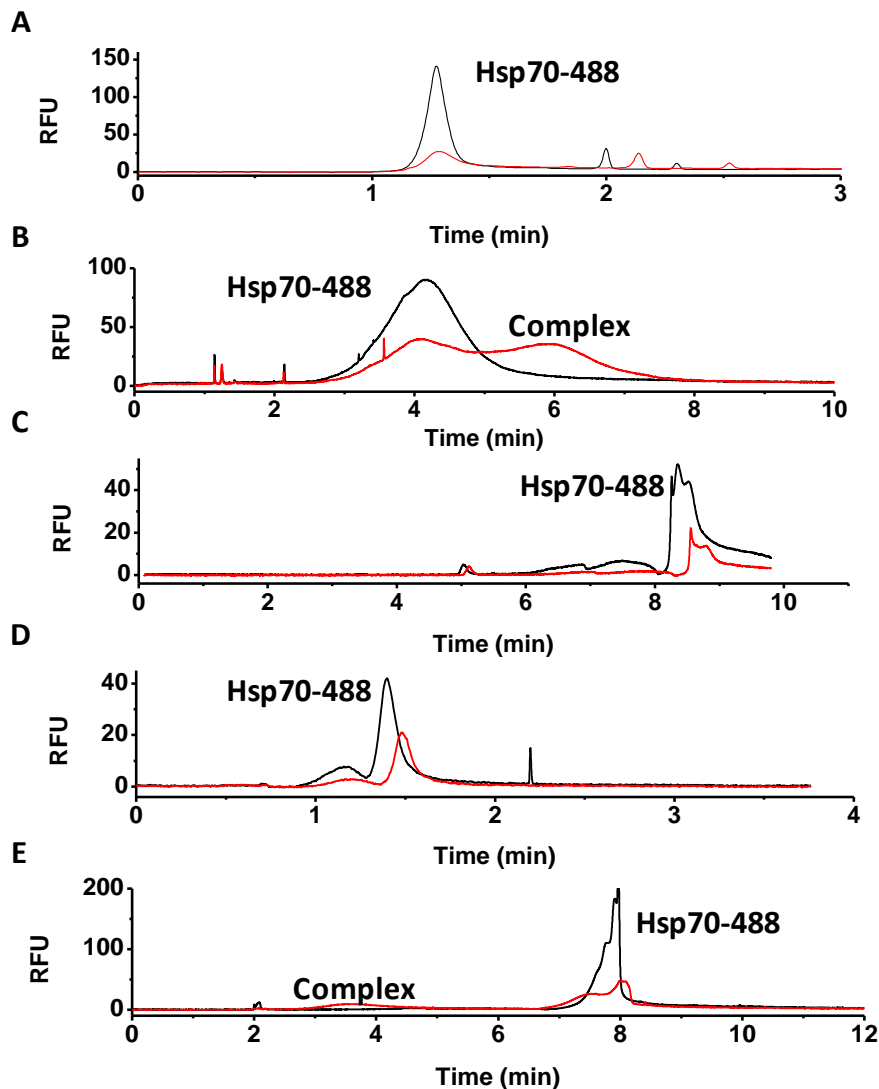 A
150
Hsp70-488
100
RFU
50
0
0 1 2 3
Time (min)
B
100
Hsp70-488
Complex
RFU
50
0
0 2 4 6 8 10
Time (min)
C
40
Hsp70-488
RFU
20
0
0 2 4 6 8 10
Time (min)
D
40
Hsp70-488
RFU
20
0
0 1 2 3 4
Time (min)
E
200
Hsp70-488
RFU
100
Complex
0
0 2 4 6 8 10 12
Time (min)